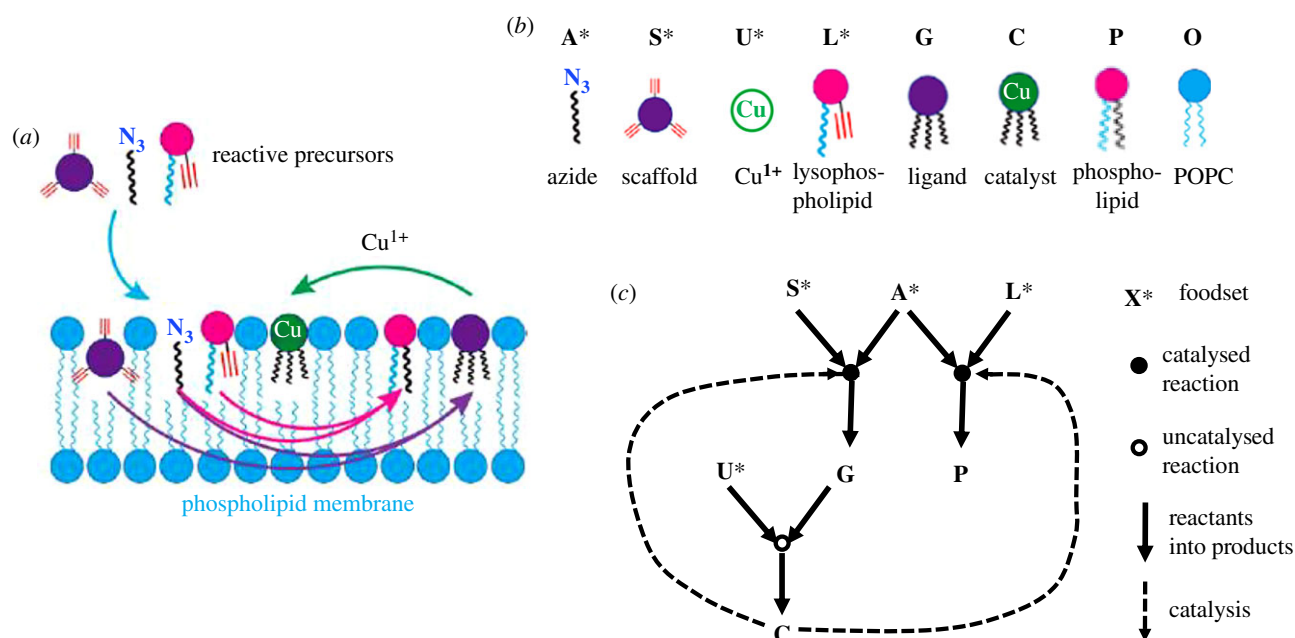 (b)
A* S* U* L* G C P O
N3
Cu
Cu
azide scaffold Cu1+ lysophos-
pholipid ligand catalyst phospho-
lipid POPC
(a)
N3
reactive precursors
Cu1+
N3
Cu
phospholipid membrane
(c)
S* A* L*
G P
U*
C
X* foodset
catalysed
reaction
uncatalysed
reaction
reactants
into products
catalysis